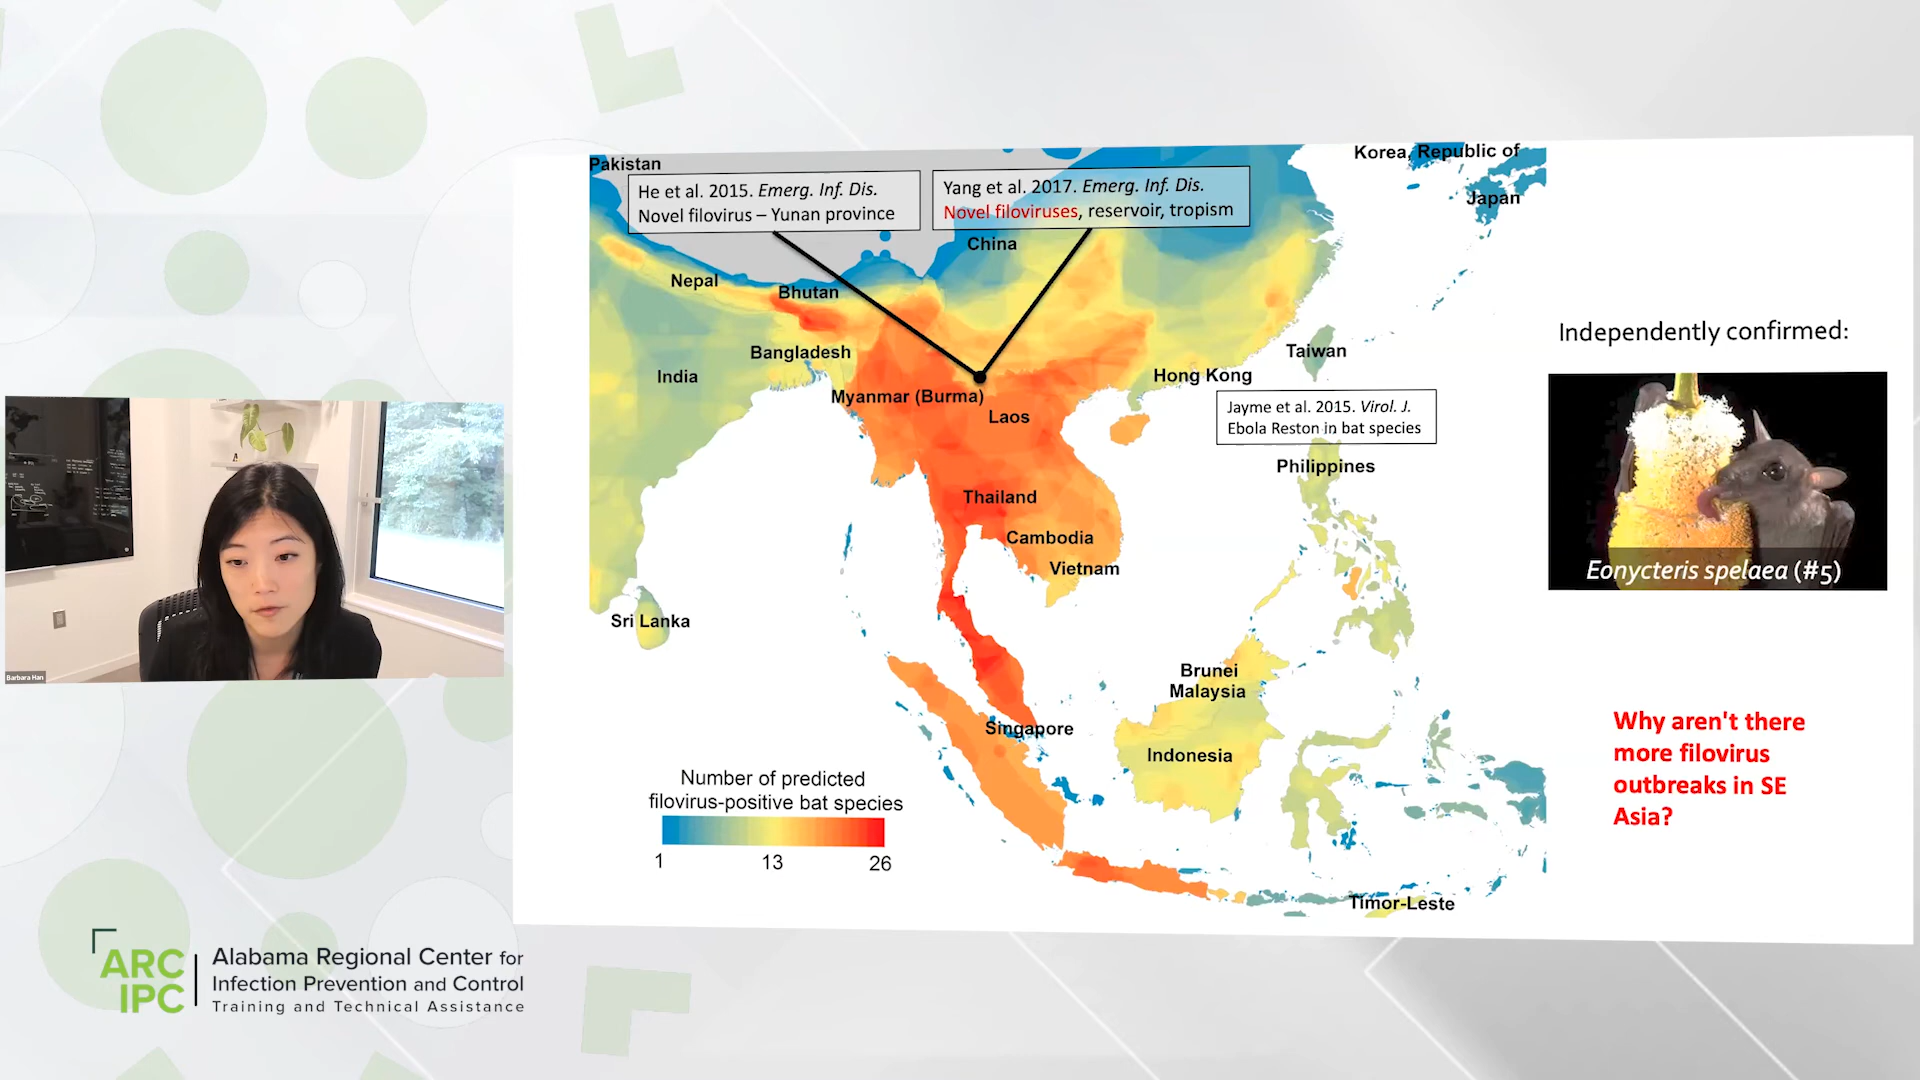 Pakistan
Korea, Republic of
He et al. 2015. Emerg. Inf. Dis.
Novel filovirus – Yunan province
Yang et al. 2017. Emerg. Inf. Dis.
Novel filoviruses, reservoir, tropism
Japan
China
Nepal
Bhutan
Bangladesh
India
Myanmar (Burma)
Laos
Taiwan
Hong Kong
Jayme et al. 2015. Virol. J.
Ebola Reston in bat species
Philippines
Thailand
Cambodia
Vietnam
Sri Lanka
Brunei
Malaysia
Singapore
Indonesia
Timor-Leste
Number of predicted
filovirus-positive bat species
1 13 26
Independently confirmed:
Eonycteris spelaea (#5)
Why aren't there
more filovirus
outbreaks in SE
Asia?
Barbara Han
ARC
IPC
Alabama Regional Center for
Infection Prevention and Control
Training and Technical Assistance